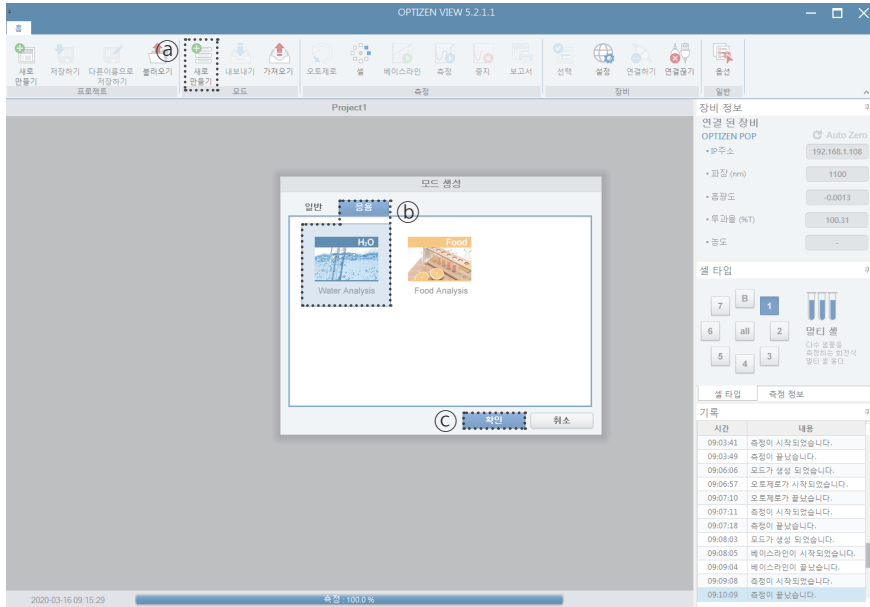 OPTIZEN VIEW 5.2.1.1
홈
새로 만들기
저장하기
다른이름으로 저장하기
불러오기
프로젝트
ⓐ
새로 만들기
내보내기
가져오기
모드
오토제로
셀
베이스라인
측정
중지
보고서
측정
선택
설정
연결하기
연결끊기
장비
옵션
일반
Project1
모드 생성
일반
응용
ⓑ
H₂O
Water Analysis
Food
Food Analysis
ⓒ
확인
취소
장비 정보
연결 된 장비
OPTIZEN POP
Auto Zero
•IP주소 192.168.1.108
•파장 (nm) 1100
•흡광도 -0.0013
•투과율 (%T) 100.31
•농도 -
셀 타입
7 B 1
6 all 2
5 4 3
멀티 셀
다수 샘플을
측정하는 회전식
멀티 셀 홀더.
셀 타입 측정 정보
기록
시간 내용
09:03:41 측정이 시작되었습니다.
09:03:49 측정이 끝났습니다.
09:06:06 모드가 생성 되었습니다.
09:06:57 오토제로가 시작되었습니다.
09:07:10 오토제로가 끝났습니다.
09:07:11 측정이 시작되었습니다.
09:07:18 측정이 끝났습니다.
09:08:03 모드가 생성 되었습니다.
09:08:05 베이스라인이 시작되었습니다.
09:09:04 베이스라인이 끝났습니다.
09:09:08 측정이 시작되었습니다.
09:10:09 측정이 끝났습니다.
2020-03-16 09:15:29
측정 : 100.0 %